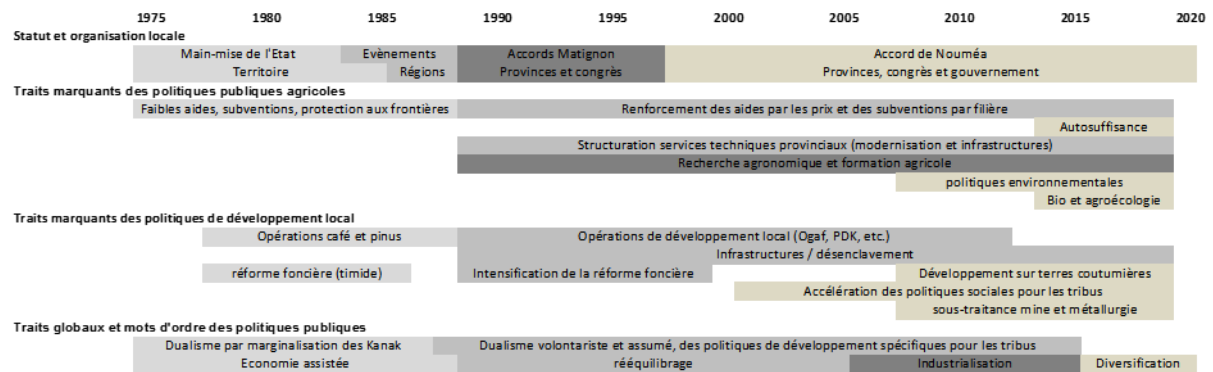 1975 1980 1985 1990 1995 2000 2005 2010 2015 2020
Statut et organisation locale
Main-mise de l'Etat Evènements Accords Matignon Accord de Nouméa
Territoire Régions Provinces et congrès Provinces, congrès et gouvernement
Traits marquants des politiques publiques agricoles
Faibles aides, subventions, protection aux frontières Renforcement des aides par les prix et des subventions par filière
Autosuffisance
Structuration services techniques provinciaux (modernisation et infrastructures)
Recherche agronomique et formation agricole
politiques environnementales
Bio et agroécologie
Traits marquants des politiques de développement local
Opérations café et pinus Opérations de développement local (Ogaf, PDK, etc.)
Infrastructures / désenclavement
réforme foncière (timide) Intensification de la réforme foncière Développement sur terres coutumières
Accélération des politiques sociales pour les tribus
sous-traitance mine et métallurgie
Traits globaux et mots d'ordre des politiques publiques
Dualisme par marginalisation des Kanak Dualisme volontariste et assumé, des politiques de développement spécifiques pour les tribus
Economie assistée rééquilibrage Industrialisation Diversification